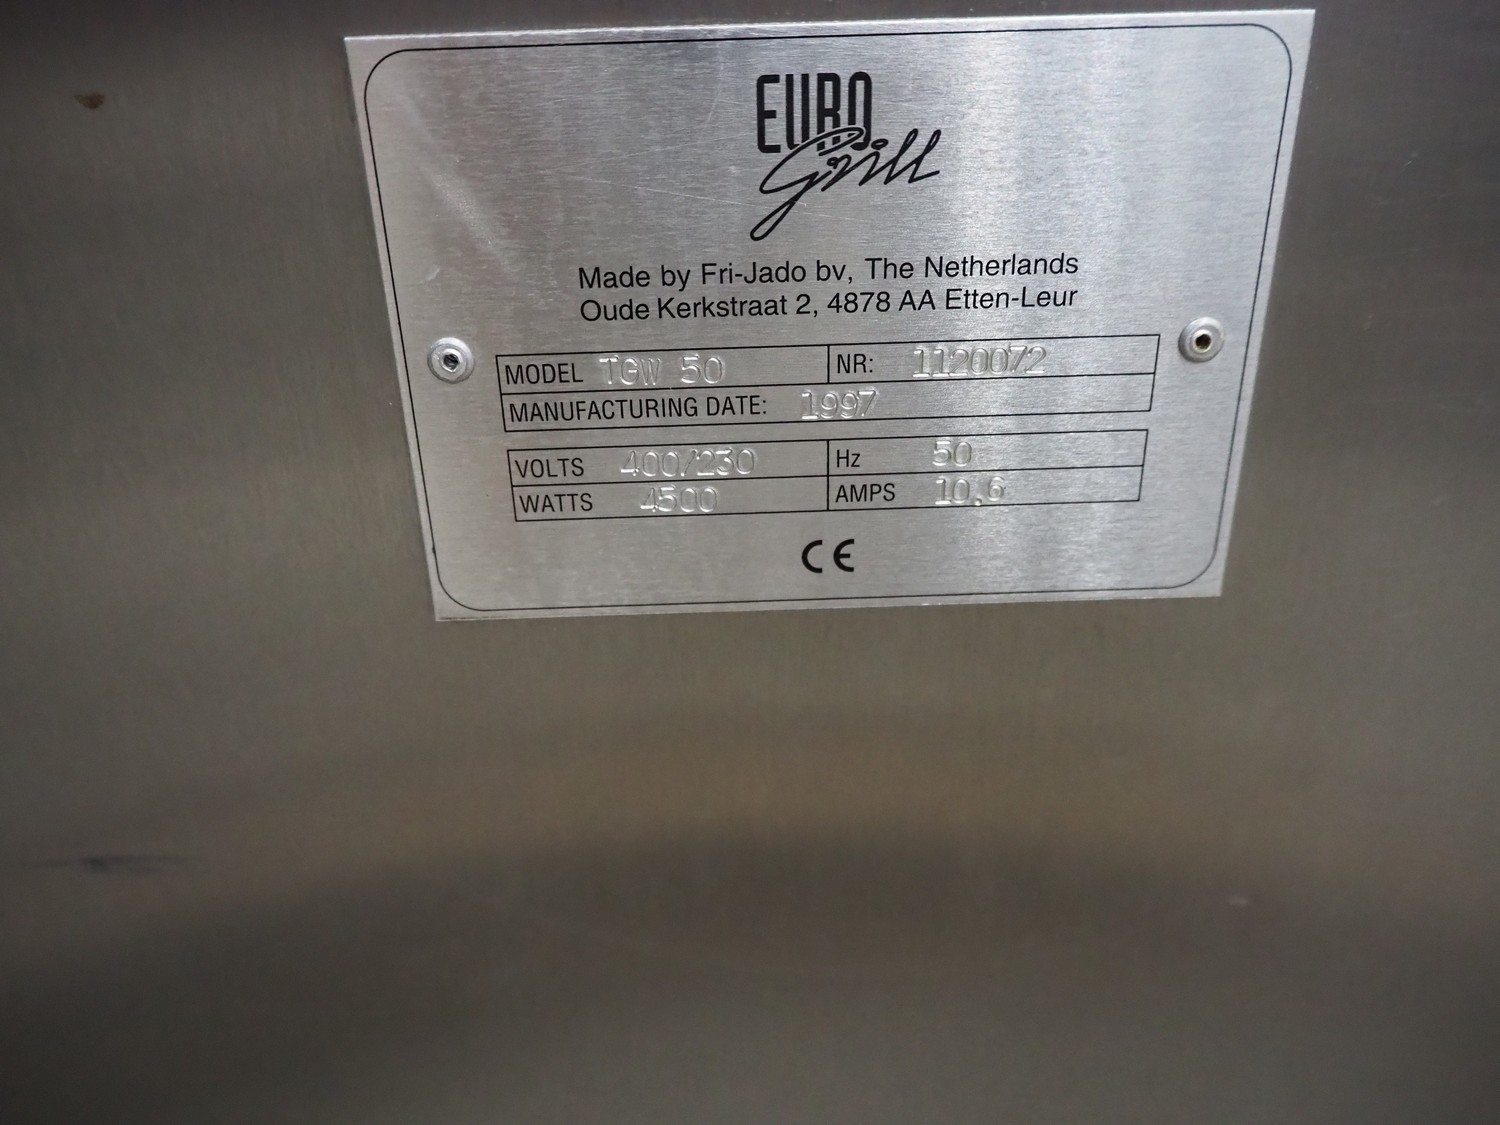 EURO
Grill
Made by Fri-Jado bv, The Netherlands
Oude Kerkstraat 2, 4878 AA Etten-Leur
MODEL TGW 50 NR: 1120072
MANUFACTURING DATE: 1997
VOLTS 400/230 Hz 50
WATTS 4500 AMPS 10.6
CE